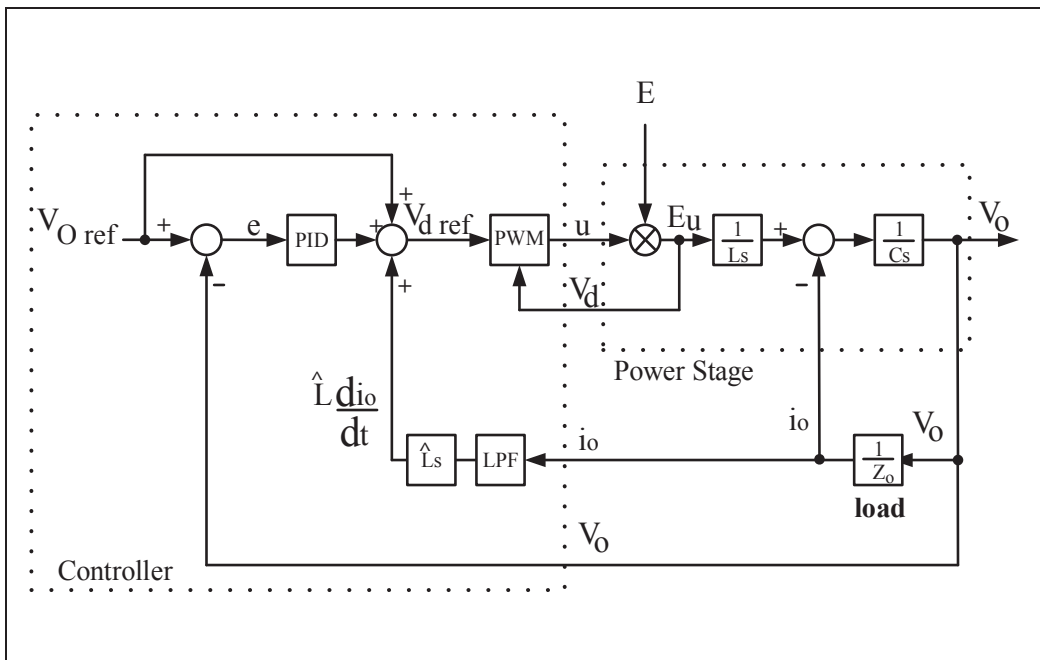 E
+
V_O ref
+
e
PID
+
V_d ref
PWM
u
Eu
1/Ls
+
1/Cs
V_o
−
+
V_d
−
Power Stage
L̂ di_o/dt
i_o
V_o
L̂s
LPF
i_o
1/Z_o
load
V_o
Controller